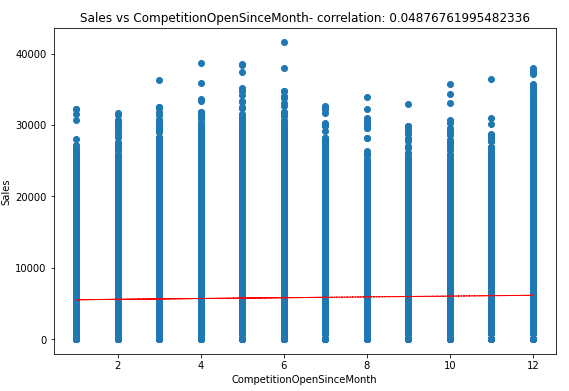 Sales vs CompetitionOpenSinceMonth- correlation: 0.04876761995482336
40000
30000
20000
10000
0
Sales
2 4 6 8 10 12
CompetitionOpenSinceMonth